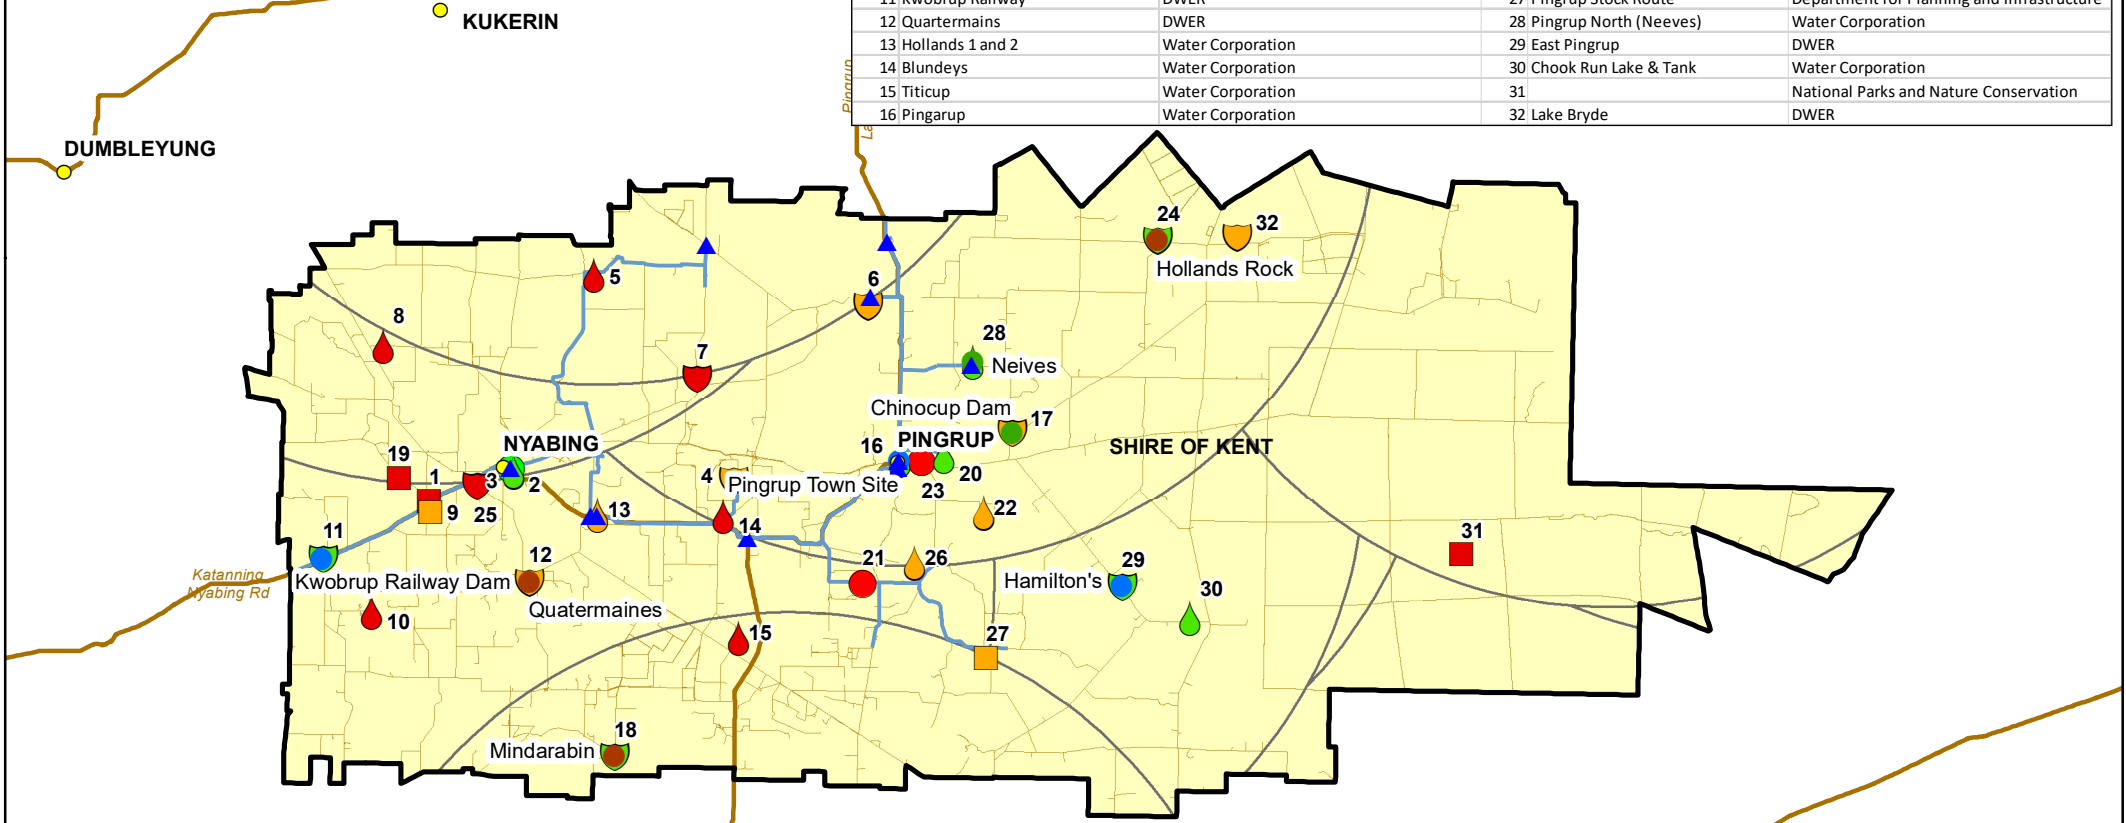 11 Kwobrup Railway DWER 27 Pingrup Stock Route Department for Planning and Infrastructure
KUKERIN
12 Quartermains DWER 28 Pingrup North (Neeves) Water Corporation
13 Hollands 1 and 2 Water Corporation 29 East Pingrup DWER
14 Blundeys Water Corporation 30 Chook Run Lake & Tank Water Corporation
15 Titicup Water Corporation 31 National Parks and Nature Conservation
16 Pingarup Water Corporation 32 Lake Bryde DWER
Pingrup
La
DUMBLEYUNG
24
32
Hollands Rock
5
6
8
28
Neives
7
Chinocup Dam
17
NYABING
16
PINGRUP
SHIRE OF KENT
19
1
3
2
4
Pingrup Town Site
20
23
9
25
13
22
14
11
31
12
21
26
29
Katanning
Nyabing Rd
Kwobrup Railway Dam
Hamilton's
30
Quatermaines
10
15
27
18
Mindarabin